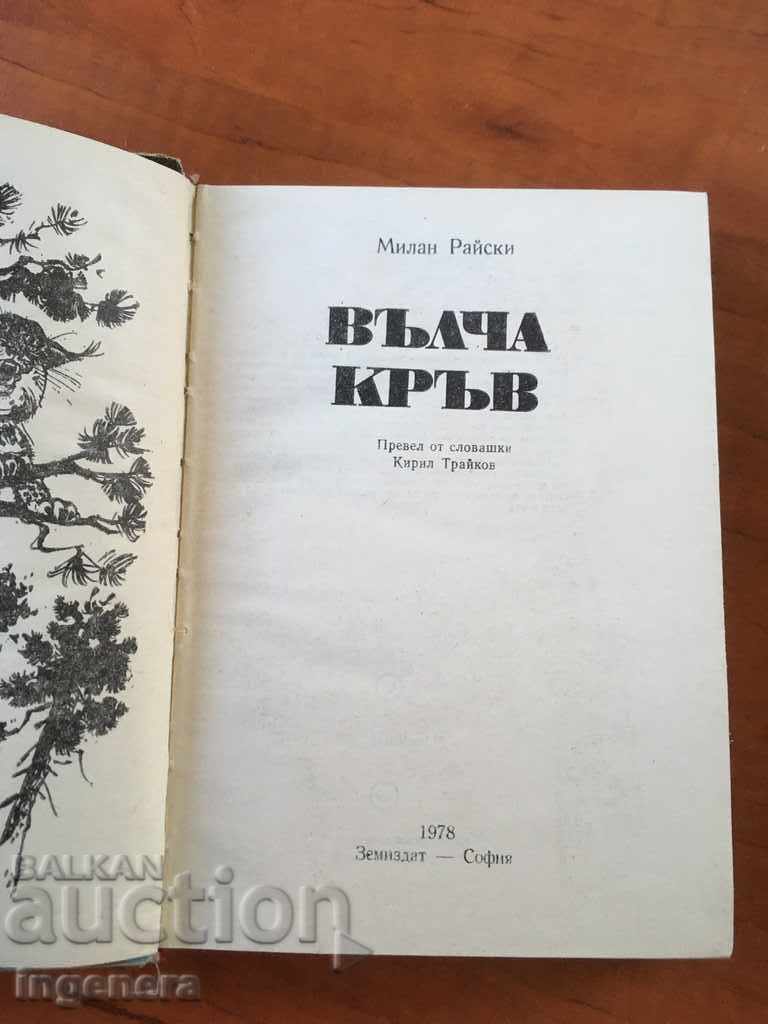 Милан Райски
ВЪЛЧА
КРЪВ
Превел от словашки
Кирил Трайков
1978
Земиздат — София
BALKAN
auction
ingenera